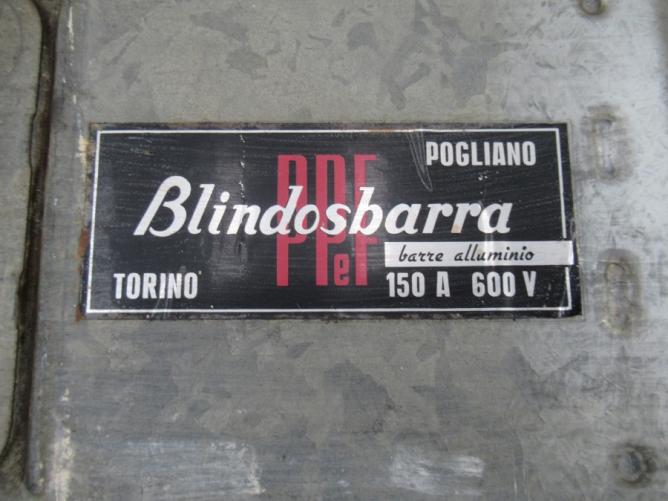 POGLIANO
PPeF
Blindosbarra
barre alluminio
TORINO 150 A 600 V